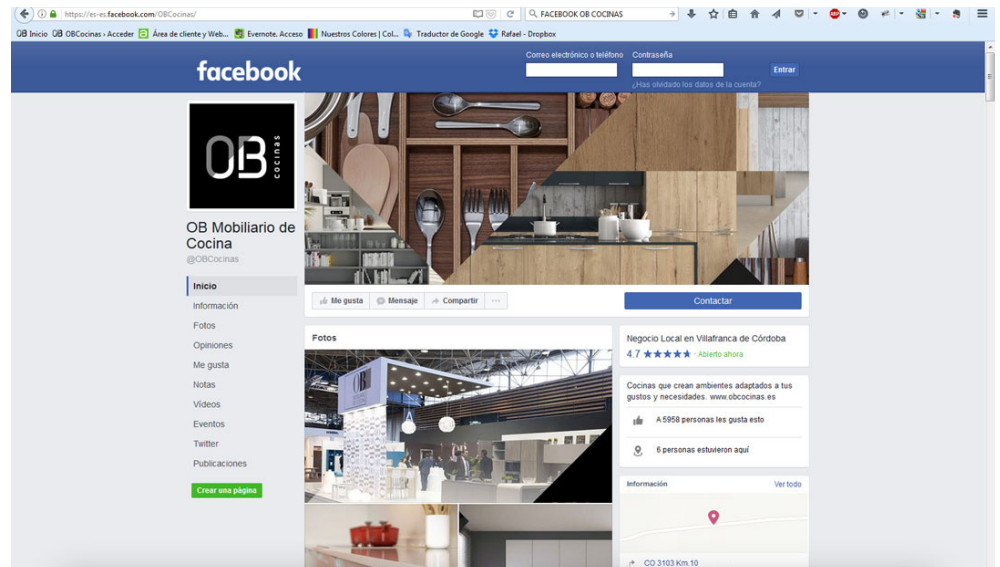 https://es-es.facebook.com/OBCocinas/
FACEBOOK OB COCINAS
OB Inicio OB OBCocinas › Acceder Área de cliente y Web... Evernote. Acceso Nuestros Colores | Col... Traductor de Google Rafael - Dropbox
facebook
Correo electrónico o teléfono Contraseña
Entrar
¿Has olvidado los datos de la cuenta?
OB cocinas
OB Mobiliario de
Cocina
@OBCocinas
Inicio
Información
Fotos
Opiniones
Me gusta
Notas
Vídeos
Eventos
Twitter
Publicaciones
Crear una página
Me gusta Mensaje Compartir ...
Contactar
Fotos
OB
Negocio Local en Villafranca de Córdoba
4.7 ★★★★★ · Abierto ahora
Cocinas que crean ambientes adaptados a tus
gustos y necesidades. www.obcocinas.es
A 5958 personas les gusta esto
6 personas estuvieron aquí
Información Ver todo
CO 3103 Km.10